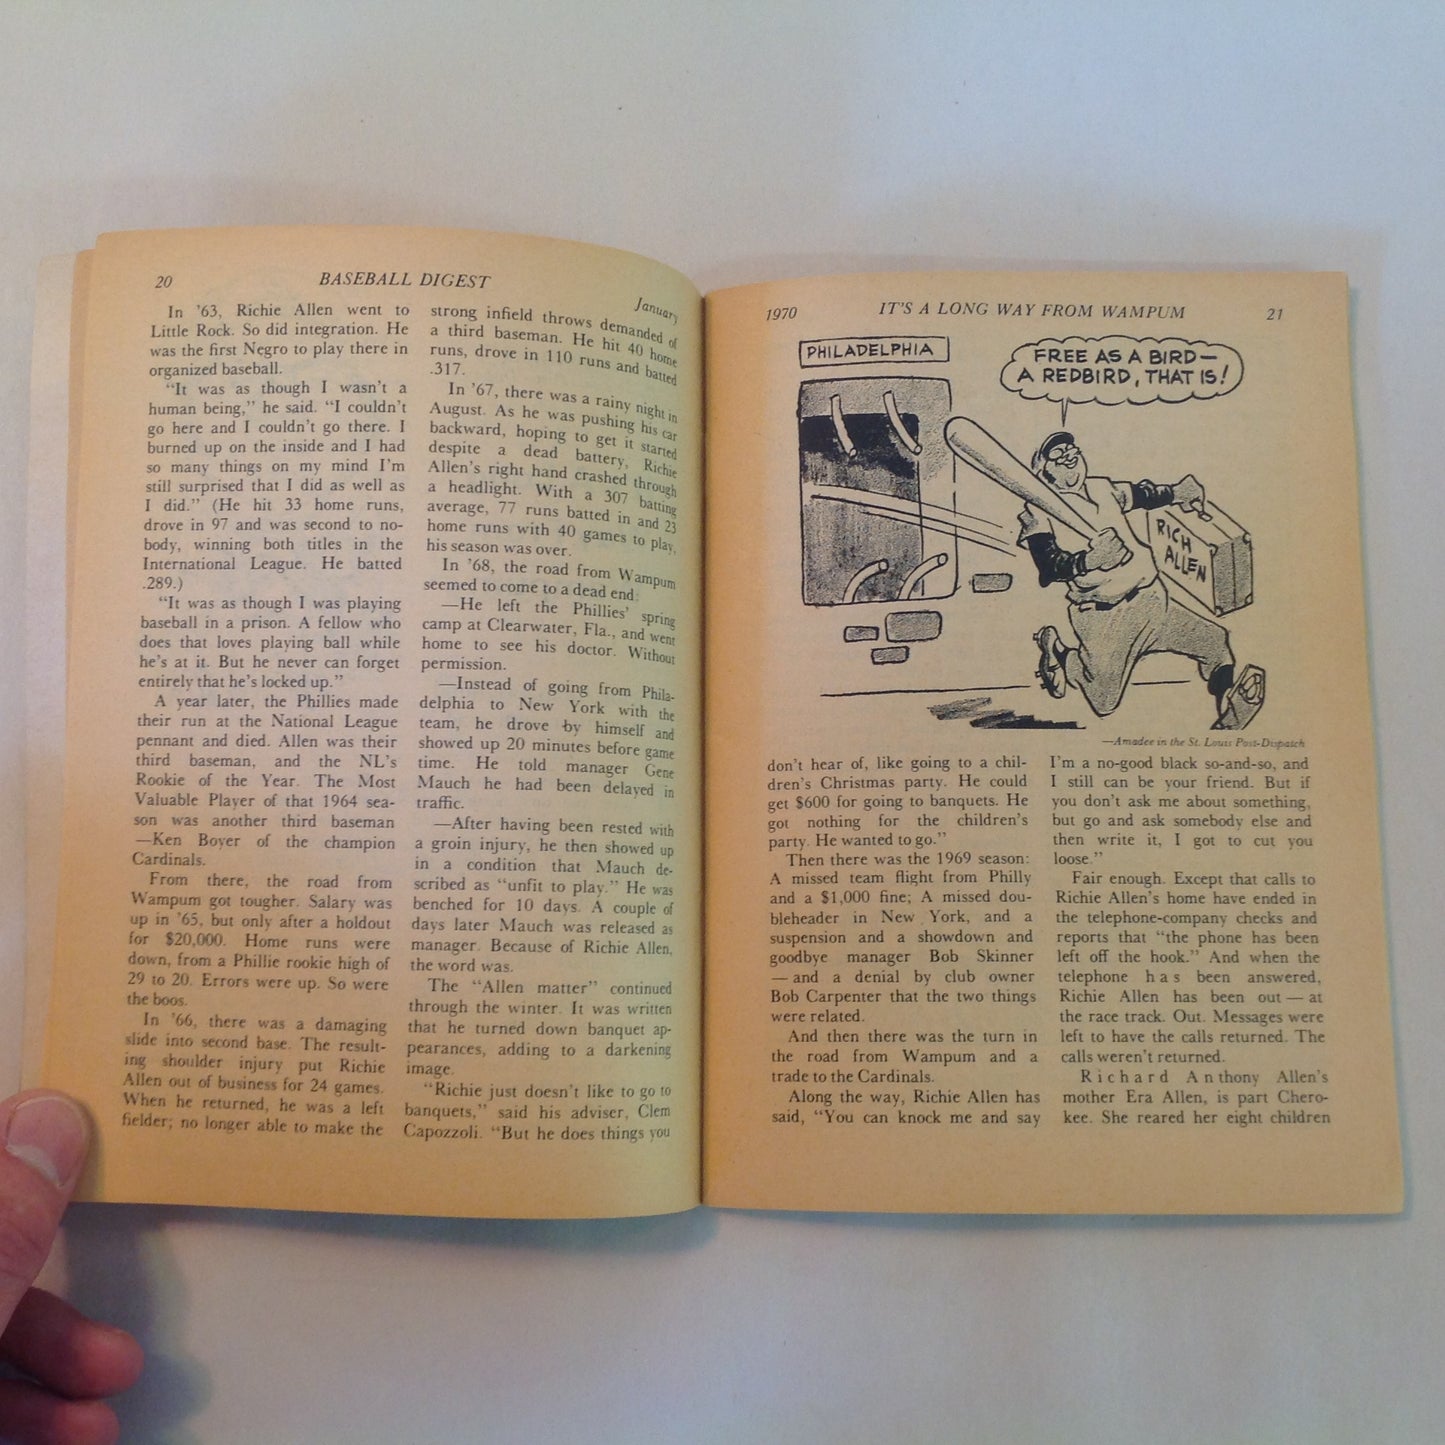 20
BASEBALL DIGEST
January
In '63, Richie Allen went to
Little Rock. So did integration. He
was the first Negro to play there in
organized baseball.
"It was as though I wasn't a
human being," he said. "I couldn't
go here and I couldn't go there. I
burned up on the inside and I had
so many things on my mind I'm
still surprised that I did as well as
I did." (He hit 33 home runs,
drove in 97 and was second to no-
body, winning both titles in the
International League. He batted
.289.)
"It was as though I was playing
baseball in a prison. A fellow who
does that loves playing ball while
he's at it. But he never can forget
entirely that he's locked up."
A year later, the Phillies made
their run at the National League
pennant and died. Allen was their
third baseman, and the NL's
Rookie of the Year. The Most
Valuable Player of that 1964 sea-
son was another third baseman
—Ken Boyer of the champion
Cardinals.
From there, the road from
Wampum got tougher. Salary was
up in '65, but only after a holdout
for $20,000. Home runs were
down, from a Phillie rookie high of
29 to 20. Errors were up. So were
the boos.
In '66, there was a damaging
slide into second base. The result-
ing shoulder injury put Richie
Allen out of business for 24 games.
When he returned, he was a left
fielder; no longer able to make the
strong infield throws demanded of
a third baseman. He hit 40 home
runs, drove in 110 runs and batted
.317.
In '67, there was a rainy night in
August. As he was pushing his car
backward, hoping to get it started
despite a dead battery, Richie
Allen's right hand crashed through
a headlight. With a 307 batting
average, 77 runs batted in and 23
home runs with 40 games to play,
his season was over.
In '68, the road from Wampum
seemed to come to a dead end:
—He left the Phillies' spring
camp at Clearwater, Fla., and went
home to see his doctor. Without
permission.
—Instead of going from Phila-
delphia to New York with the
team, he drove by himself and
showed up 20 minutes before game
time. He told manager Gene
Mauch he had been delayed in
traffic.
—After having been rested with
a groin injury, he then showed up
in a condition that Mauch de-
scribed as "unfit to play." He was
benched for 10 days. A couple of
days later Mauch was released as
manager. Because of Richie Allen,
the word was.
The "Allen matter" continued
through the winter. It was written
that he turned down banquet ap-
pearances, adding to a darkening
image.
"Richie just doesn't like to go to
banquets," said his adviser, Clem
Capozzoli. "But he does things you
1970
IT'S A LONG WAY FROM WAMPUM
21
PHILADELPHIA
FREE AS A BIRD—
A REDBIRD, THAT IS!
RICH
ALLEN
—Amadee in the St. Louis Post-Dispatch
don't hear of, like going to a chil-
dren's Christmas party. He could
get $600 for going to banquets. He
got nothing for the children's
party. He wanted to go."
Then there was the 1969 season:
A missed team flight from Philly
and a $1,000 fine; A missed dou-
bleheader in New York, and a
suspension and a showdown and
goodbye manager Bob Skinner
— and a denial by club owner
Bob Carpenter that the two things
were related.
And then there was the turn in
the road from Wampum and a
trade to the Cardinals.
Along the way, Richie Allen has
said, "You can knock me and say
I'm a no-good black so-and-so, and
I still can be your friend. But if
you don't ask me about something,
but go and ask somebody else and
then write it, I got to cut you
loose."
Fair enough. Except that calls to
Richie Allen's home have ended in
the telephone-company checks and
reports that "the phone has been
left off the hook." And when the
telephone has been answered,
Richie Allen has been out — at
the race track. Out. Messages were
left to have the calls returned. The
calls weren't returned.
Richard Anthony Allen's
mother Era Allen, is part Chero-
kee. She reared her eight children